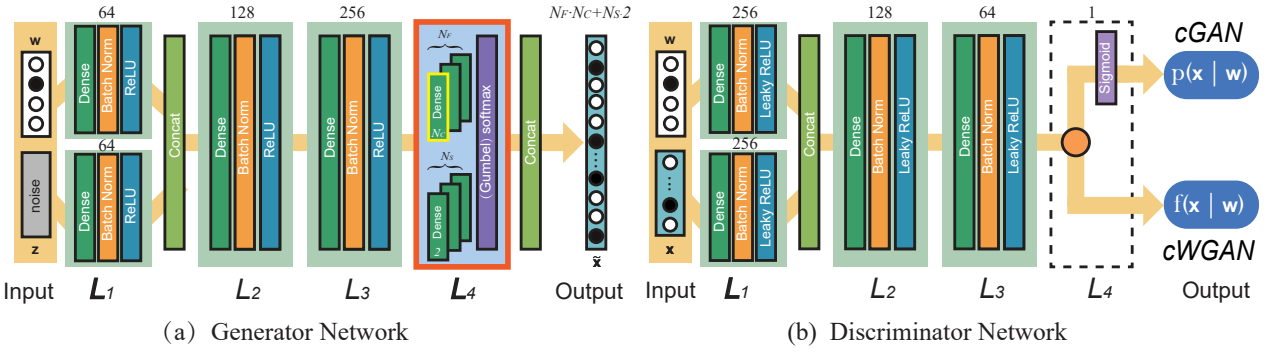 64 128 256 N_F·N_C+N_S·2
w
Dense Batch Norm ReLU
64
noise
z
Dense Batch Norm ReLU
Concat
Dense Batch Norm ReLU
Dense Batch Norm ReLU
N_F
Dense N_C
N_S
Dense 2
(Gumbel) softmax
Concat
x̃
Input L1 L2 L3 L4 Output
(a) Generator Network
256 128 64 1
w
Dense Batch Norm Leaky ReLU
256
x
Dense Batch Norm Leaky ReLU
Concat
Dense Batch Norm Leaky ReLU
Dense Batch Norm Leaky ReLU
Sigmoid
cGAN
p(x | w)
f(x | w)
cWGAN
Input L1 L2 L3 L4 Output
(b) Discriminator Network